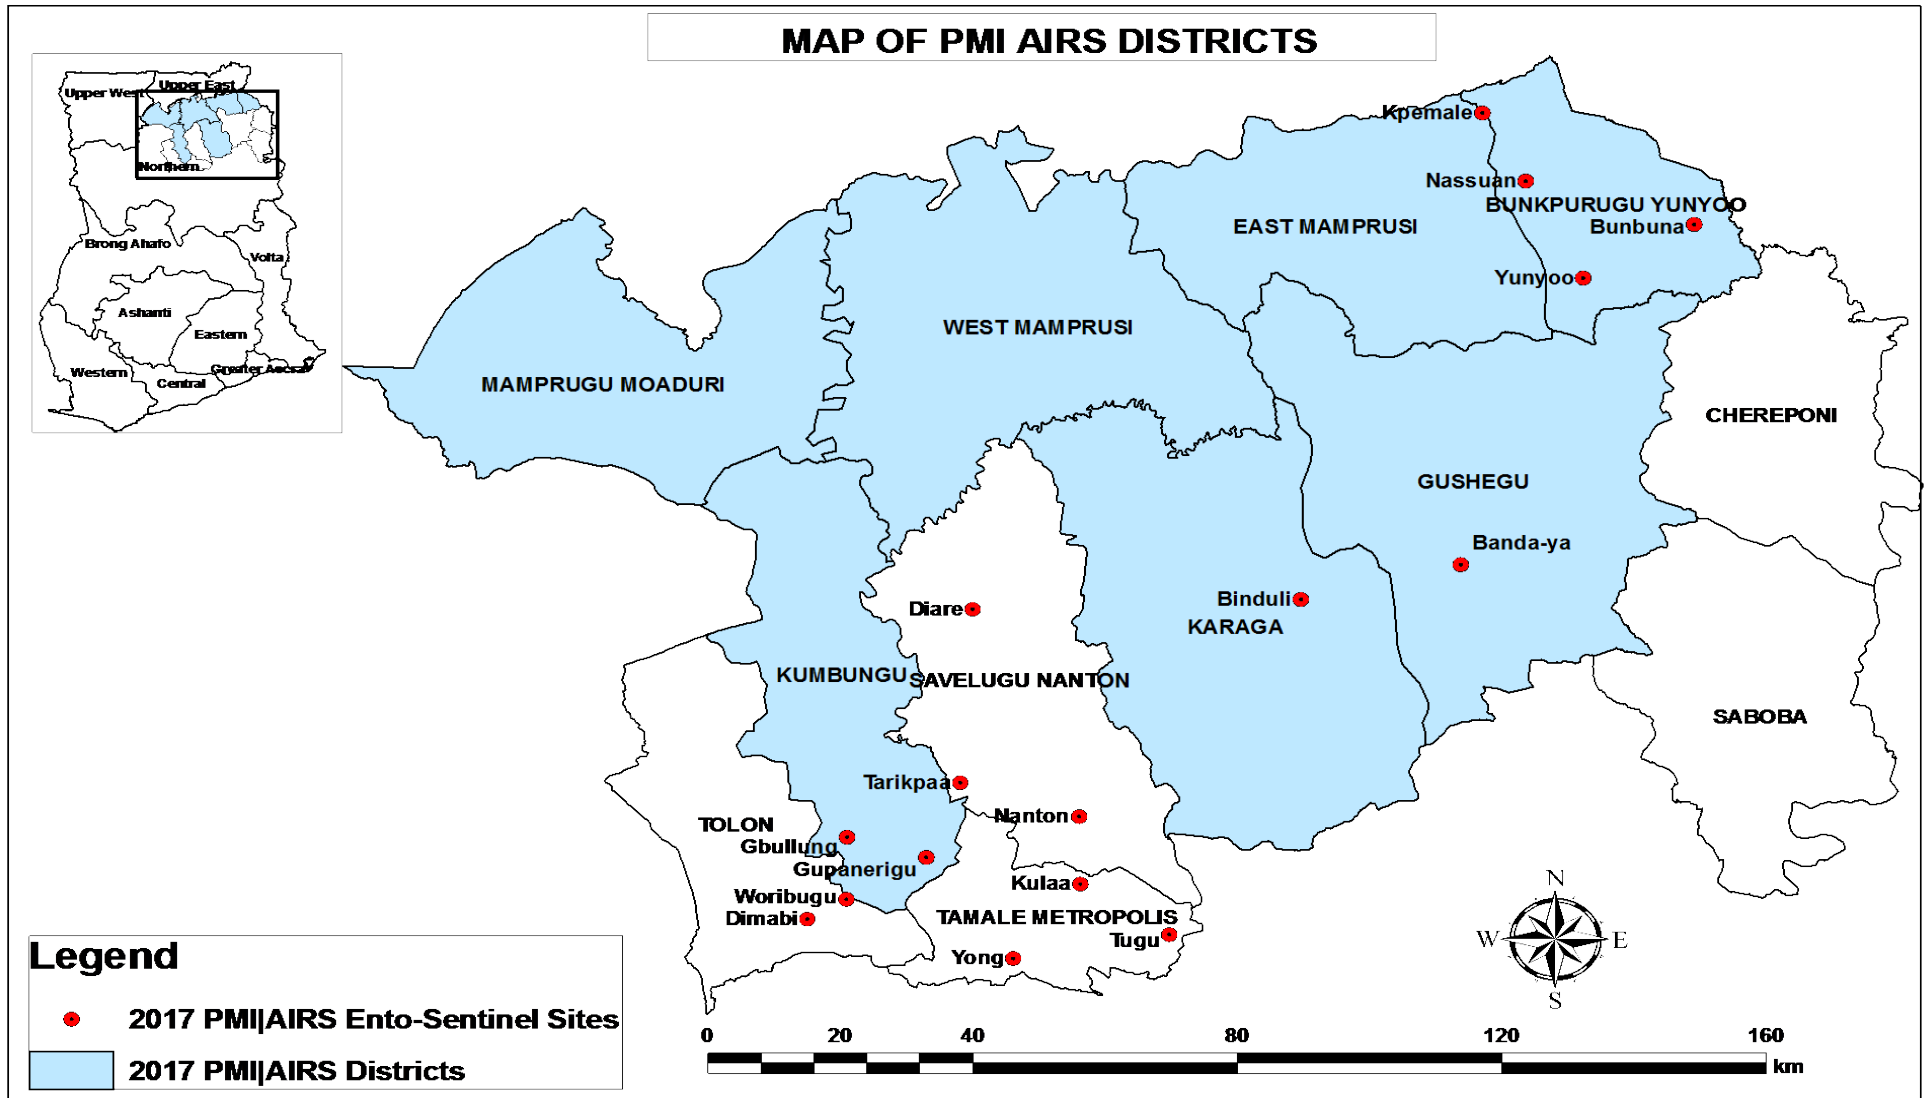 MAP OF PMI AIRS DISTRICTS
Upper West
Upper East
Northern
Brong Ahafo
Volta
Ashanti
Eastern
Western
Central
Greater Accra
Kpemale
Nassuan
BUNKPURUGU YUNYOO
Bunbuna
EAST MAMPRUSI
Yunyoo
WEST MAMPRUSI
MAMPRUGU MOADURI
CHEREPONI
GUSHEGU
Banda-ya
Binduli
KARAGA
Diare
KUMBUNGU
SAVELUGU NANTON
SABOBA
Tarikpaa
Nanton
TOLON
Gbullung
Gupanerigu
Kulaa
Woribugu
Dimabi
TAMALE METROPOLIS
Tugu
Yong
N
W E
S
Legend
2017 PMI|AIRS Ento-Sentinel Sites
2017 PMI|AIRS Districts
0 20 40 80 120 160
km